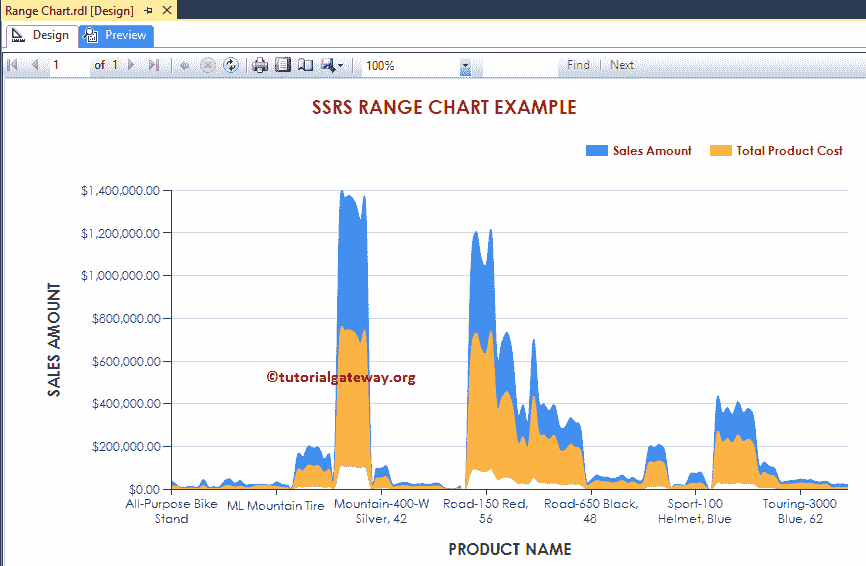 Range Chart.rdl [Design]
Design Preview
1 of 1 100% Find Next
SSRS RANGE CHART EXAMPLE
Sales Amount Total Product Cost
$1,400,000.00
$1,200,000.00
$1,000,000.00
$800,000.00
$600,000.00
$400,000.00
$200,000.00
$0.00
SALES AMOUNT
©tutorialgateway.org
All-Purpose Bike
Stand
ML Mountain Tire
Mountain-400-W
Silver, 42
Road-150 Red,
56
Road-650 Black,
48
Sport-100
Helmet, Blue
Touring-3000
Blue, 62
PRODUCT NAME